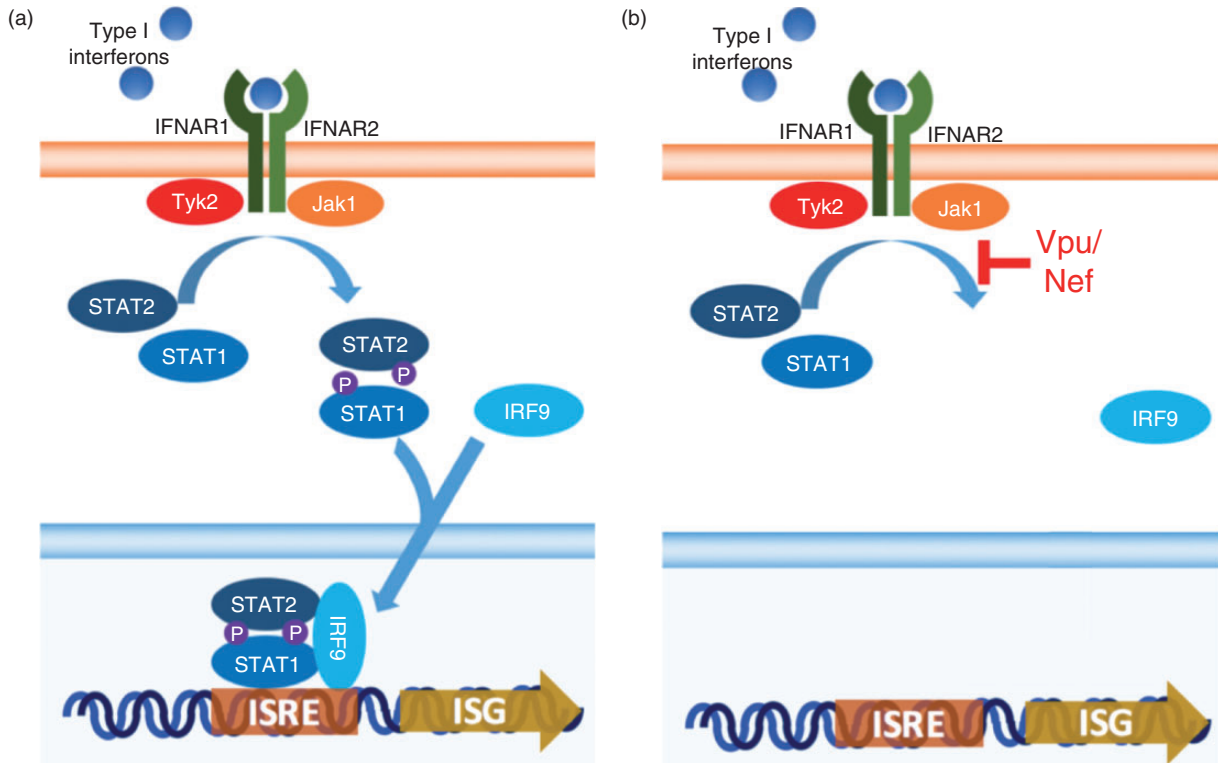 (a)
Type I
interferons
IFNAR1
IFNAR2
Tyk2
Jak1
STAT2
STAT1
STAT2
P
P
STAT1
IRF9
STAT2
P
P
STAT1
IRF9
ISRE
ISG
(b)
Type I
interferons
IFNAR1
IFNAR2
Tyk2
Jak1
Vpu/
Nef
STAT2
STAT1
IRF9
ISRE
ISG